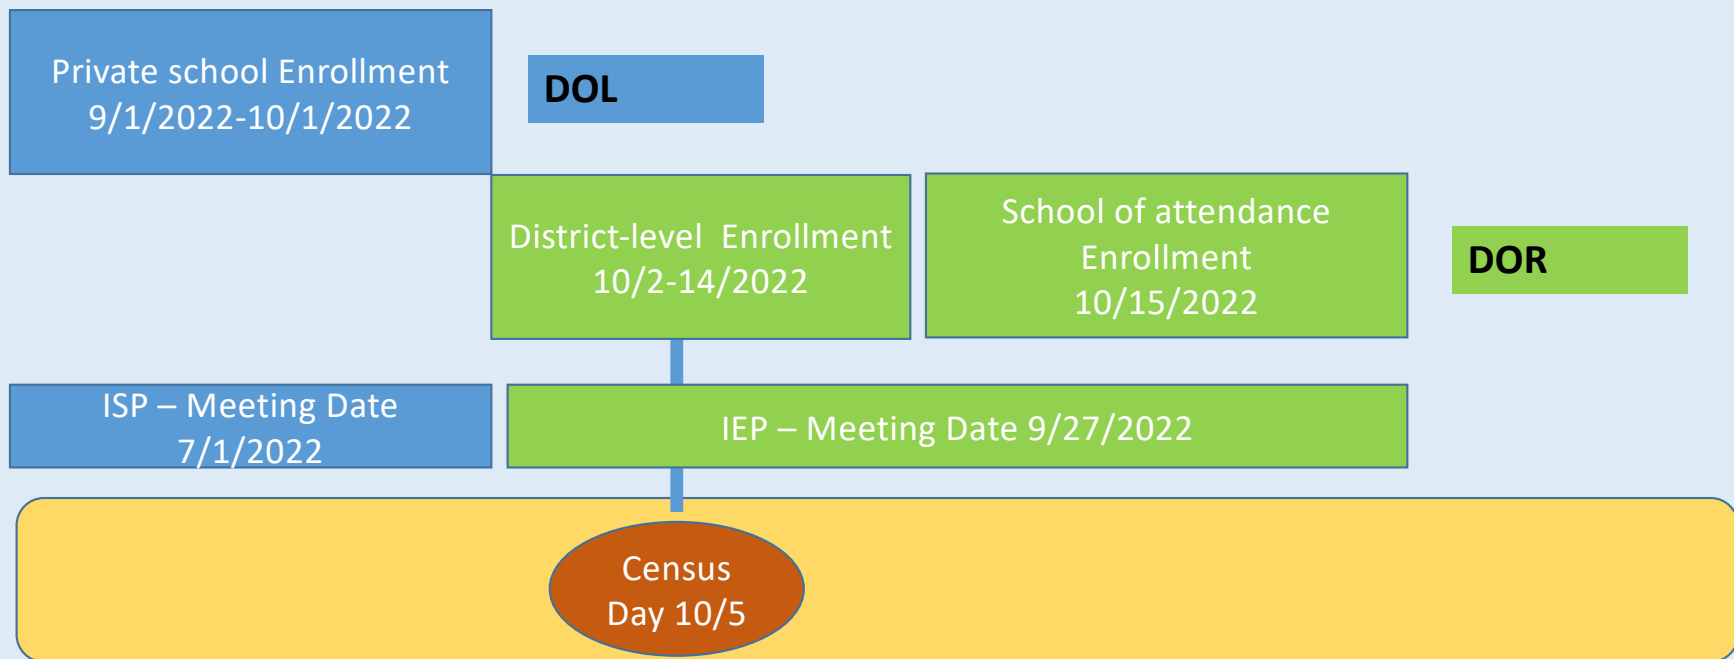 Private school Enrollment
9/1/2022-10/1/2022
DOL
District-level Enrollment
10/2-14/2022
School of attendance
Enrollment
10/15/2022
DOR
ISP – Meeting Date
7/1/2022
IEP – Meeting Date 9/27/2022
Census
Day 10/5